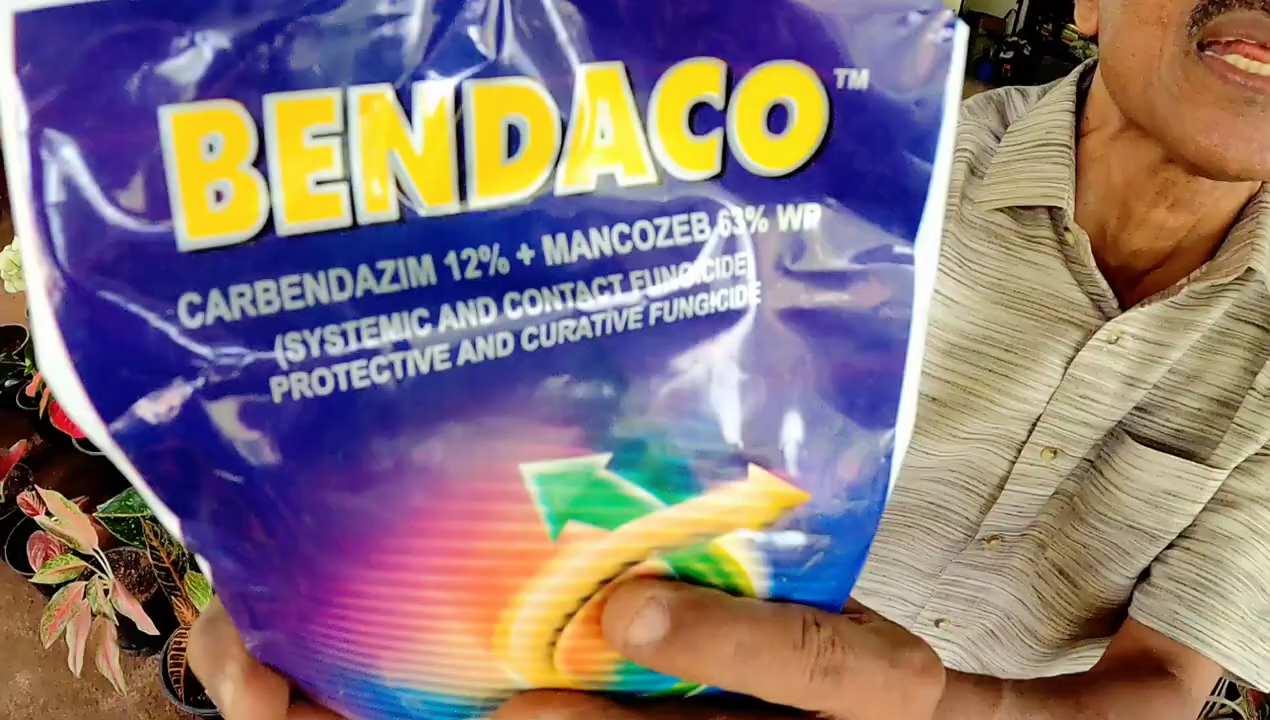 BENDACO™
CARBENDAZIM 12% + MANCOZEB 63% WP
(SYSTEMIC AND CONTACT FUNGICIDE)
PROTECTIVE AND CURATIVE FUNGICIDE